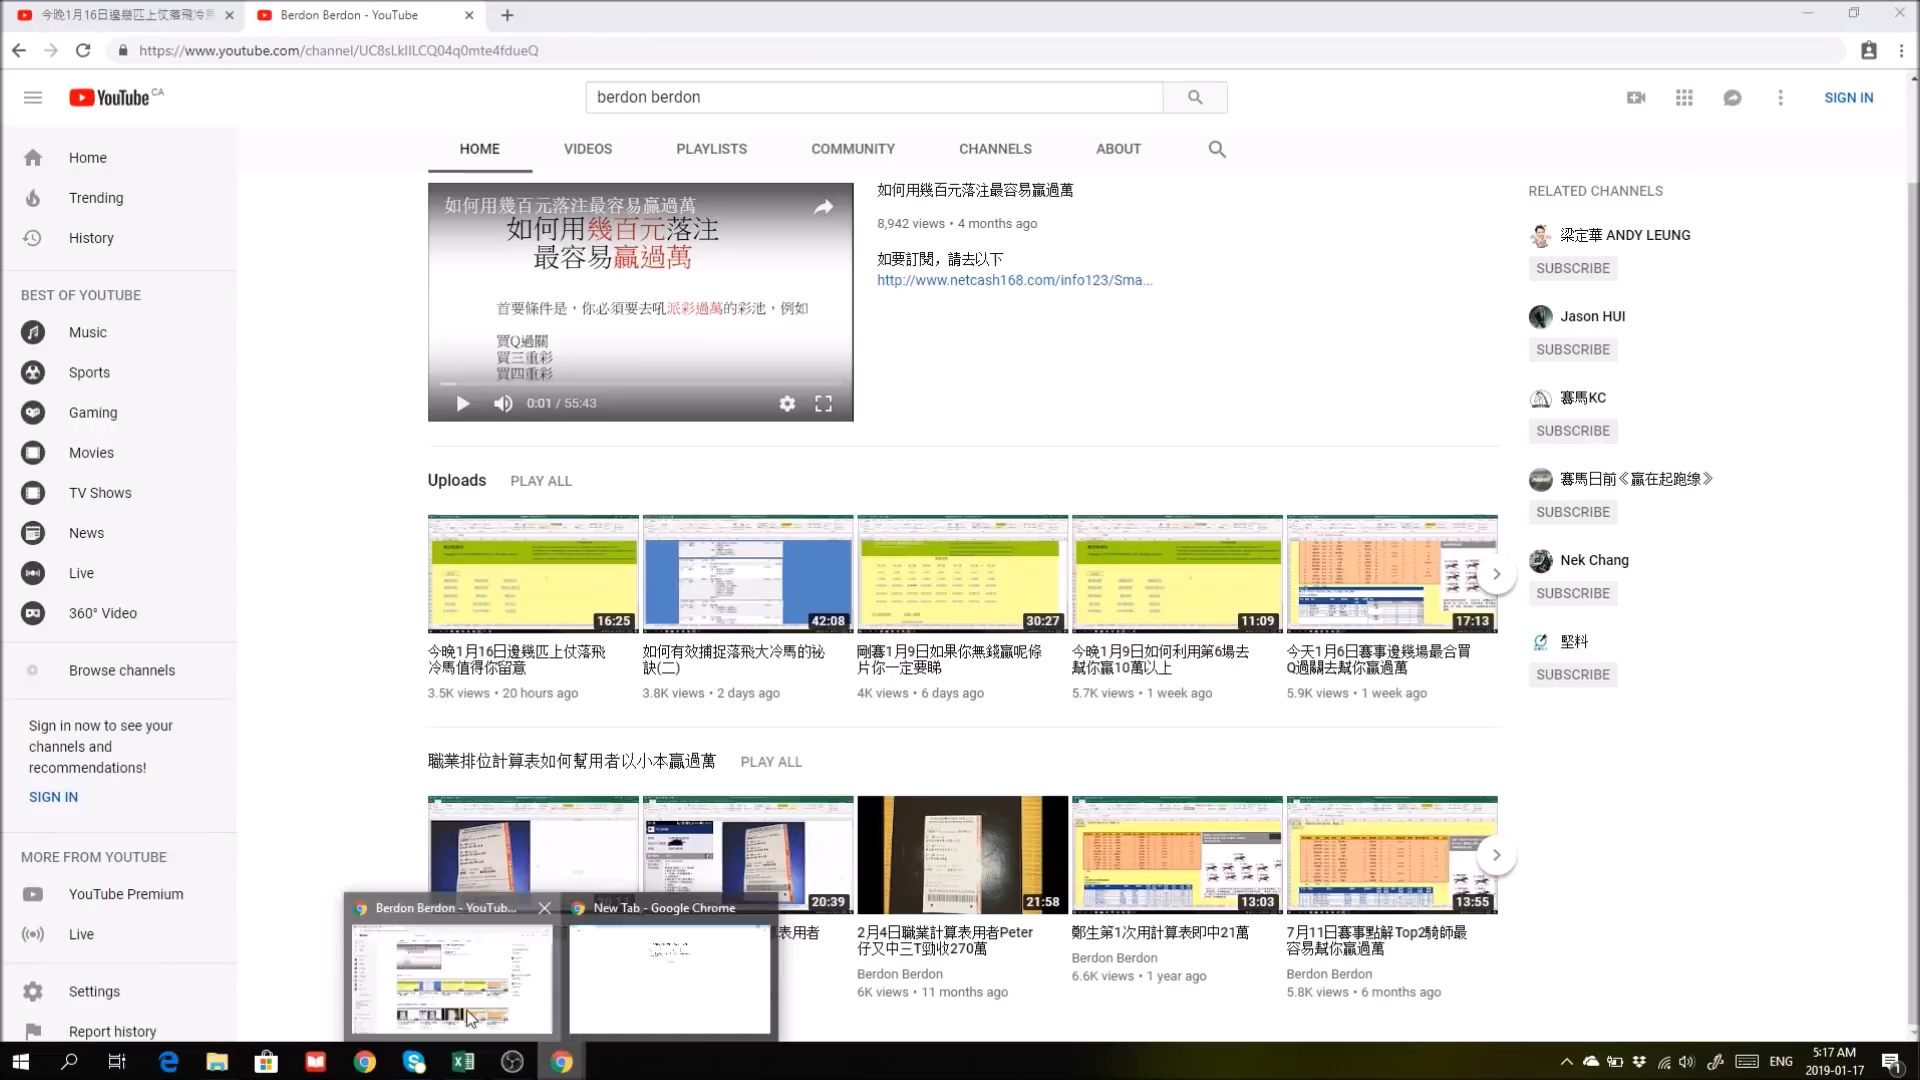 今晚1月16日邊幾匹上仗落飛冷馬
Berdon Berdon - YouTube
https://www.youtube.com/channel/UC8sLkIILCQ04q0mte4fdueQ
YouTube CA
berdon berdon
SIGN IN
HOME
VIDEOS
PLAYLISTS
COMMUNITY
CHANNELS
ABOUT
Home
Trending
History
BEST OF YOUTUBE
Music
Sports
Gaming
Movies
TV Shows
News
Live
360° Video
Browse channels
Sign in now to see your
channels and
recommendations!
SIGN IN
MORE FROM YOUTUBE
YouTube Premium
Live
Settings
Report history
如何用幾百元落注最容易贏過萬
如何用幾百元落注
最容易贏過萬
首要條件是，你必須要去吼派彩過萬的彩池，例如
買Q過關
買三重彩
買四重彩
0:01 / 55:43
如何用幾百元落注最容易贏過萬
8,942 views • 4 months ago
如要訂閱，請去以下
http://www.netcash168.com/info123/Sma...
RELATED CHANNELS
梁定華 ANDY LEUNG
SUBSCRIBE
Jason HUI
SUBSCRIBE
賽馬KC
SUBSCRIBE
賽馬日前《贏在起跑线》
SUBSCRIBE
Nek Chang
SUBSCRIBE
堅料
SUBSCRIBE
Uploads PLAY ALL
16:25
42:08
30:27
11:09
17:13
今晚1月16日邊幾匹上仗落飛
冷馬值得你留意
3.5K views • 20 hours ago
如何有效捕捉落飛大冷馬的祕
訣(二)
3.8K views • 2 days ago
剛賽1月9日如果你無錢贏呢條
片你一定要睇
4K views • 6 days ago
今晚1月9日如何利用第6場去
幫你贏10萬以上
5.7K views • 1 week ago
今天1月6日賽事邊幾場最合買
Q過關去幫你贏過萬
5.9K views • 1 week ago
職業排位計算表如何幫用者以小本贏過萬 PLAY ALL
20:39
21:58
13:03
13:55
表用者
2月4日職業計算表用者Peter
仔又中三T勁收270萬
Berdon Berdon
6K views • 11 months ago
鄭生第1次用計算表即中21萬
Berdon Berdon
6.6K views • 1 year ago
7月11日賽事點解Top2騎師最
容易幫你贏過萬
Berdon Berdon
5.8K views • 6 months ago
Berdon Berdon - YouTub...
New Tab - Google Chrome
ENG
5:17 AM
2019-01-17
1